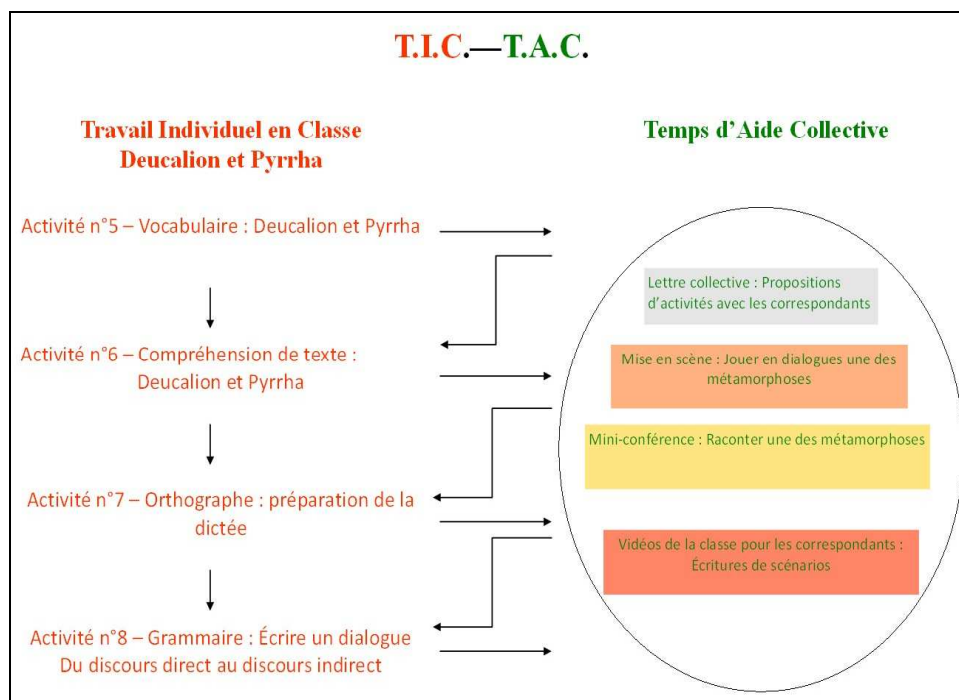 T.I.C.—T.A.C.
Travail Individuel en Classe
Deucalion et Pyrrha
Activité n°5 – Vocabulaire : Deucalion et Pyrrha
Activité n°6 – Compréhension de texte :
Deucalion et Pyrrha
Activité n°7 – Orthographe : préparation de la
dictée
Activité n°8 – Grammaire : Écrire un dialogue
Du discours direct au discours indirect
Temps d’Aide Collective
Lettre collective : Propositions
d’activités avec les correspondants
Mise en scène : Jouer en dialogues une des
métamorphoses
Mini-conférence : Raconter une des métamorphoses
Vidéos de la classe pour les correspondants :
Écritures de scénarios